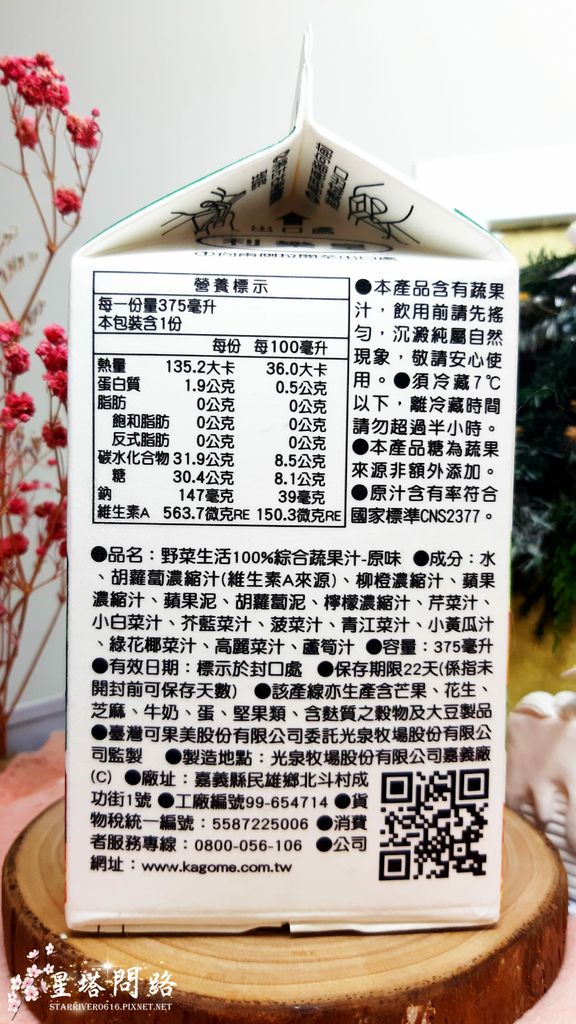 出口處
營養標示
每一份量375毫升
本包裝含1份
每份 每100毫升
熱量 135.2大卡 36.0大卡
蛋白質 1.9公克 0.5公克
脂肪 0公克 0公克
飽和脂肪 0公克 0公克
反式脂肪 0公克 0公克
碳水化合物 31.9公克 8.5公克
糖 30.4公克 8.1公克
鈉 147毫克 39毫克
維生素A 563.7微克RE 150.3微克RE
●本產品含有蔬果
汁,飲用前請先搖
勻,沉澱純屬自然
現象,敬請安心使
用。●須冷藏7℃
以下,離冷藏時間
請勿超過半小時。
●本產品糖為蔬果
來源非額外添加。
●原汁含有率符合
國家標準CNS2377。
●品名:野菜生活100%綜合蔬果汁-原味 ●成分:水
、胡蘿蔔濃縮汁(維生素A來源)、柳橙濃縮汁、蘋果
濃縮汁、蘋果泥、胡蘿蔔泥、檸檬濃縮汁、芹菜汁、
小白菜汁、芥藍菜汁、菠菜汁、青江菜汁、小黃瓜汁
、綠花椰菜汁、高麗菜汁、蘆筍汁 ●容量:375毫升
●有效日期:標示於封口處 ●保存期限22天(係指未
開封前可保存天數) ●該產線亦生產含芒果、花生、
芝麻、牛奶、蛋、堅果類、含麩質之穀物及大豆製品
●臺灣可果美股份有限公司委託光泉牧場股份有限公
司監製 ●製造地點:光泉牧場股份有限公司嘉義廠
(C) ●廠址:嘉義縣民雄鄉北斗村成
功街1號 ●工廠編號99-654714 ●貨
物稅統一編號:5587225006 ●消費
者服務專線:0800-056-106 ●公司
網址:www.kagome.com.tw
星塔問路
STARRIVER0616.PIXNET.NET